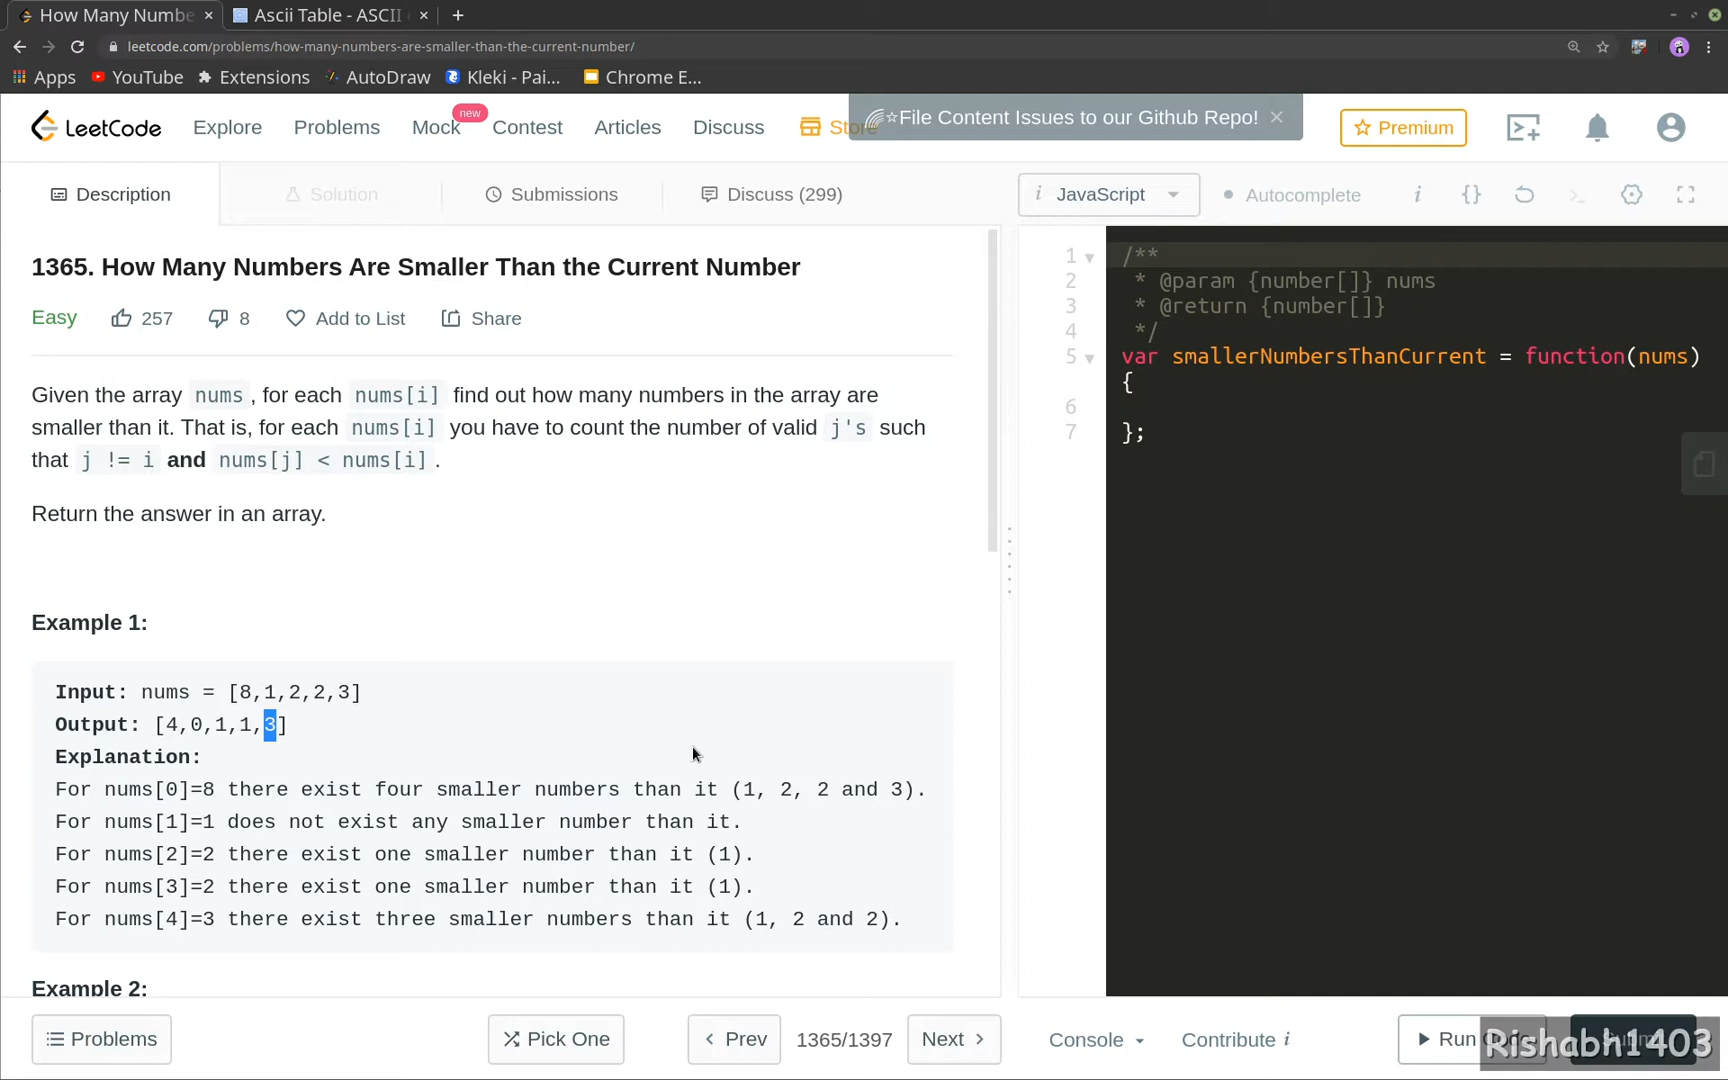 How Many Numbe
Ascii Table - ASCII
leetcode.com/problems/how-many-numbers-are-smaller-than-the-current-number/
Apps YouTube Extensions AutoDraw Kleki - Pai... Chrome E...
LeetCode Explore Problems Mock new Contest Articles Discuss Store
☆File Content Issues to our Github Repo! ×
☆ Premium
Description Solution Submissions Discuss (299)
i JavaScript Autocomplete i {}
1365. How Many Numbers Are Smaller Than the Current Number
Easy 257 8 Add to List Share
Given the array nums, for each nums[i] find out how many numbers in the array are
smaller than it. That is, for each nums[i] you have to count the number of valid j's such
that j != i and nums[j] < nums[i].
Return the answer in an array.
Example 1:
Input: nums = [8,1,2,2,3]
Output: [4,0,1,1,3]
Explanation:
For nums[0]=8 there exist four smaller numbers than it (1, 2, 2 and 3).
For nums[1]=1 does not exist any smaller number than it.
For nums[2]=2 there exist one smaller number than it (1).
For nums[3]=2 there exist one smaller number than it (1).
For nums[4]=3 there exist three smaller numbers than it (1, 2 and 2).
Example 2:
1 /**
2 * @param {number[]} nums
3 * @return {number[]}
4 */
5 var smallerNumbersThanCurrent = function(nums)
{
6
7 };
Problems Pick One Prev 1365/1397 Next Console Contribute i Run
Rishabh1403